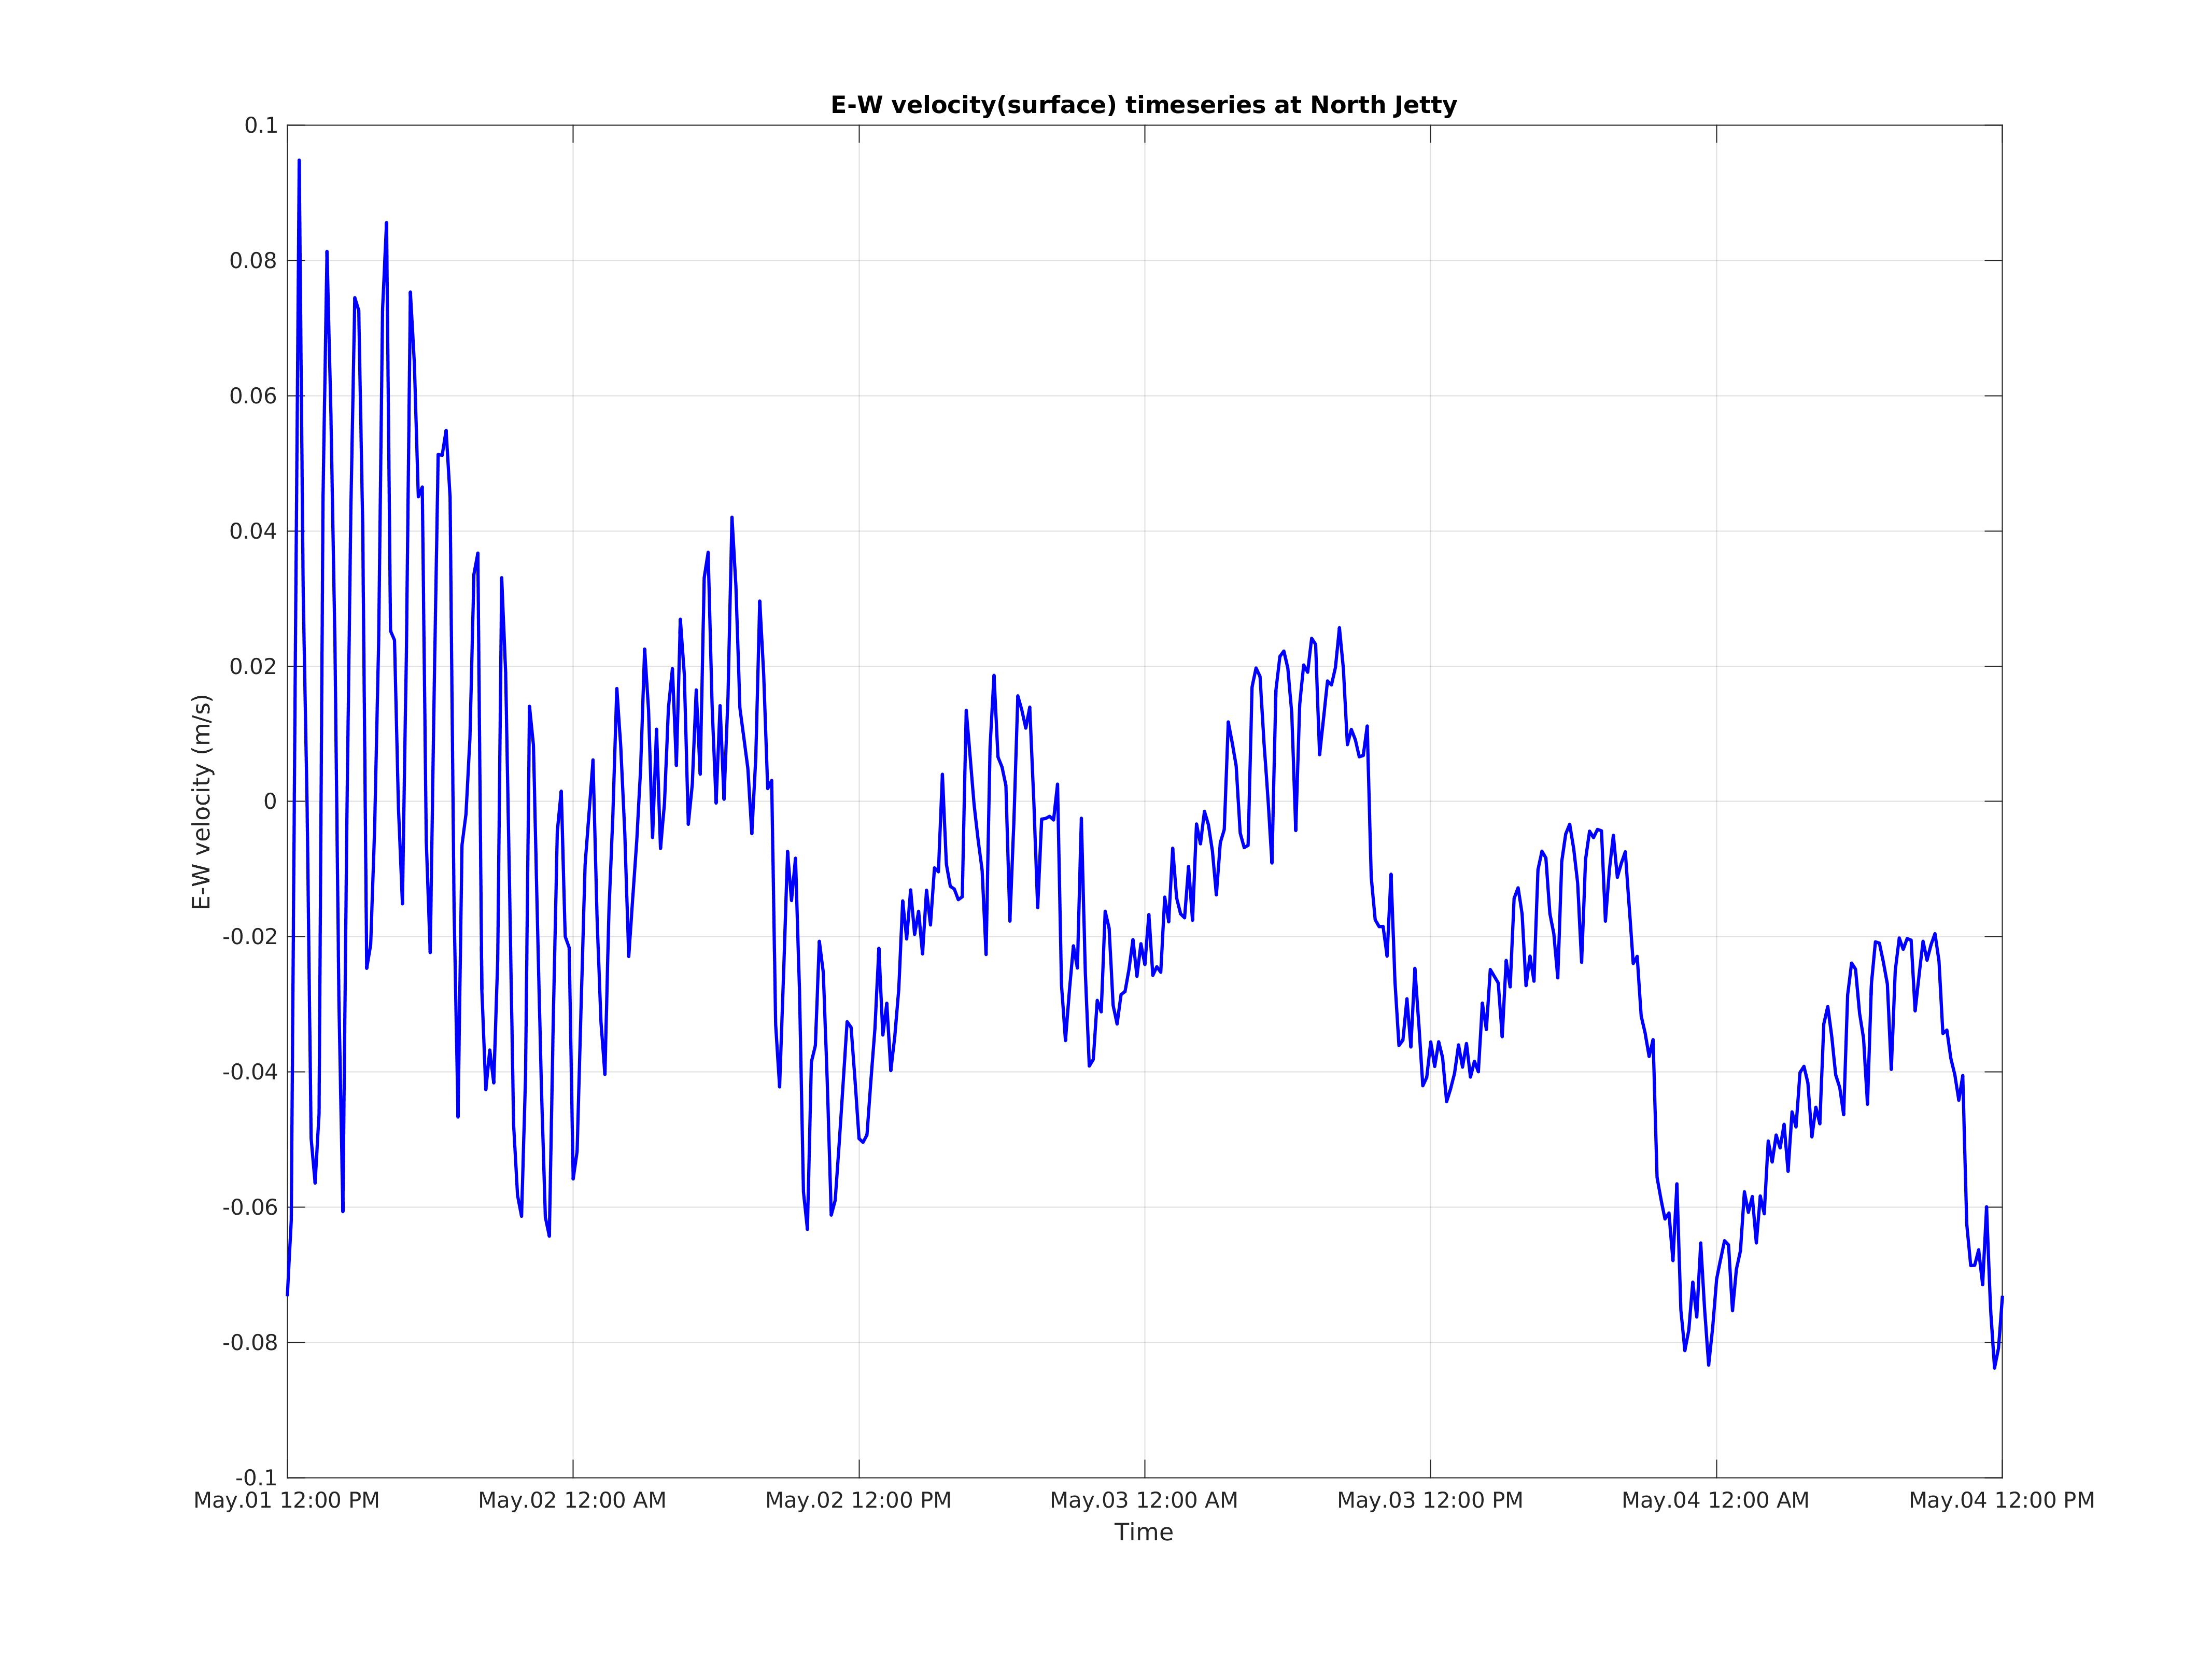 E-W velocity(surface) timeseries at North Jetty
0.1
0.08
0.06
0.04
0.02
0
-0.02
-0.04
-0.06
-0.08
-0.1
E-W velocity (m/s)
May.01 12:00 PM May.02 12:00 AM May.02 12:00 PM May.03 12:00 AM May.03 12:00 PM May.04 12:00 AM May.04 12:00 PM
Time